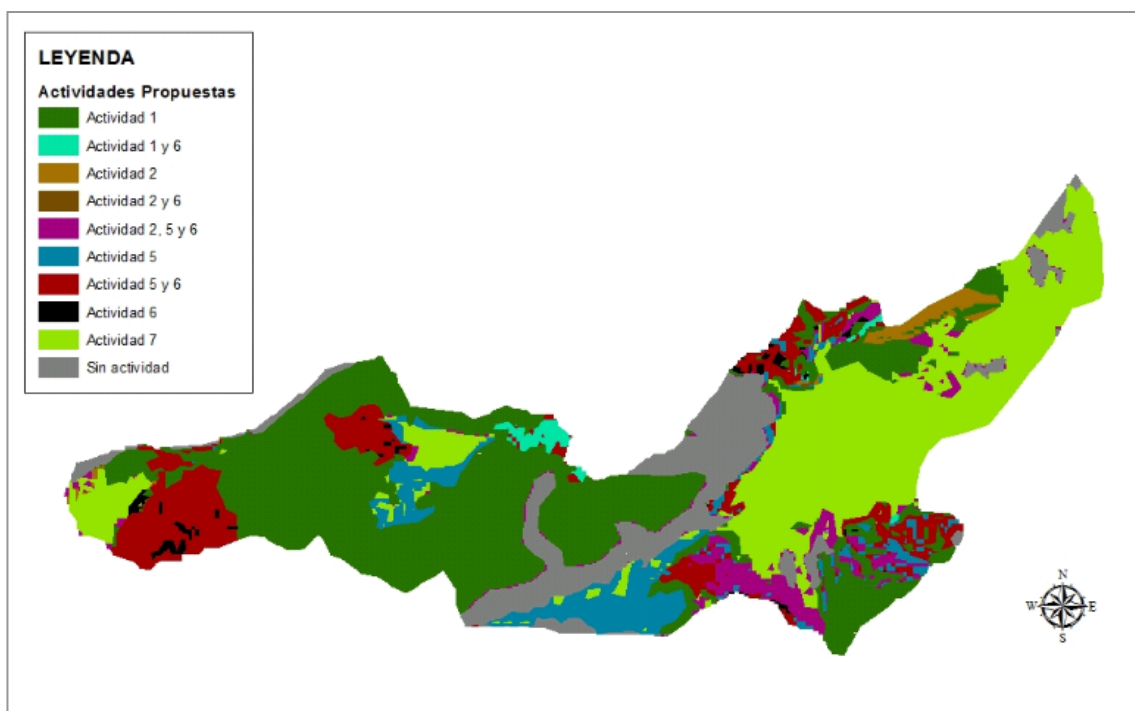 LEYENDA
Actividades Propuestas
Actividad 1
Actividad 1 y 6
Actividad 2
Actividad 2 y 6
Actividad 2, 5 y 6
Actividad 5
Actividad 5 y 6
Actividad 6
Actividad 7
Sin actividad
N
W E
S